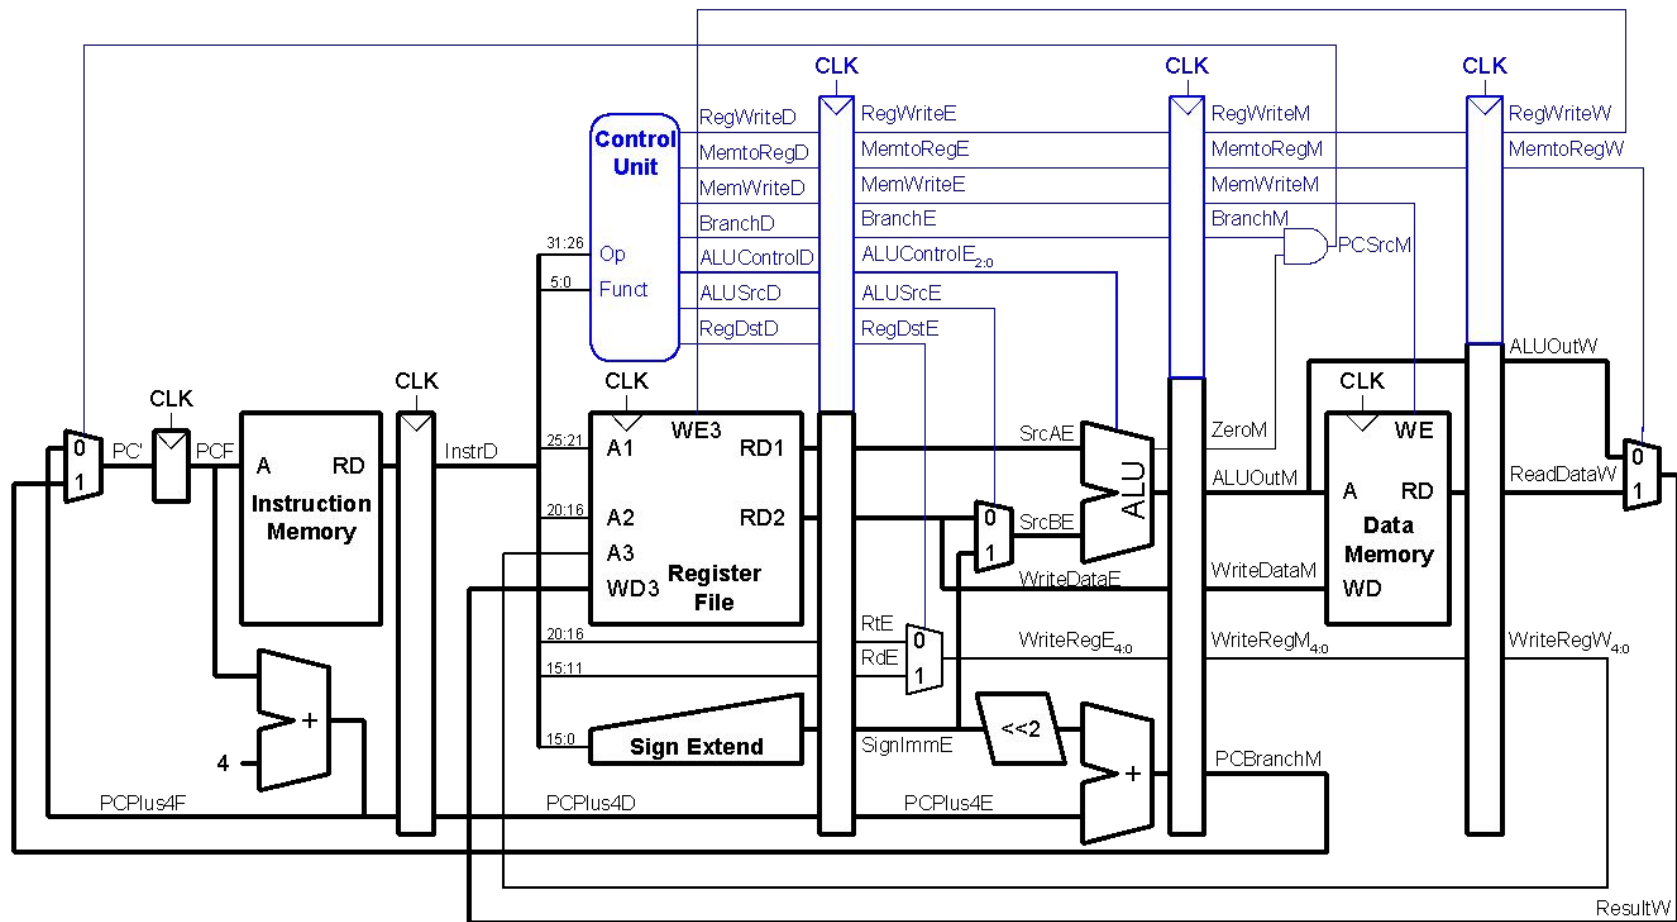 CLK
CLK
CLK
RegWriteD
RegWriteE
RegWriteM
RegWriteW
Control
Unit
MemtoRegD
MemtoRegE
MemtoRegM
MemtoRegW
MemWriteD
MemWriteE
MemWriteM
BranchD
BranchE
BranchM
31:26
Op
ALUControlD
ALUControlE2:0
PCSrcM
5:0
Funct
ALUSrcD
ALUSrcE
RegDstD
RegDstE
ALUOutW
CLK
CLK
CLK
CLK
0
1
PC'
PCF
A
RD
Instruction
Memory
InstrD
25:21
A1
WE3
RD1
SrcAE
ALU
ZeroM
WE
0
1
ALUOutM
A
RD
ReadDataW
Data
Memory
WD
20:16
A2
RD2
0
1
SrcBE
A3
WD3
Register
File
WriteDataE
WriteDataM
20:16
RtE
0
1
15:11
RdE
WriteRegE4:0
WriteRegM4:0
WriteRegW4:0
+
4
15:0
Sign Extend
SignImmE
<<2
+
PCBranchM
PCPlus4F
PCPlus4D
PCPlus4E
ResultW